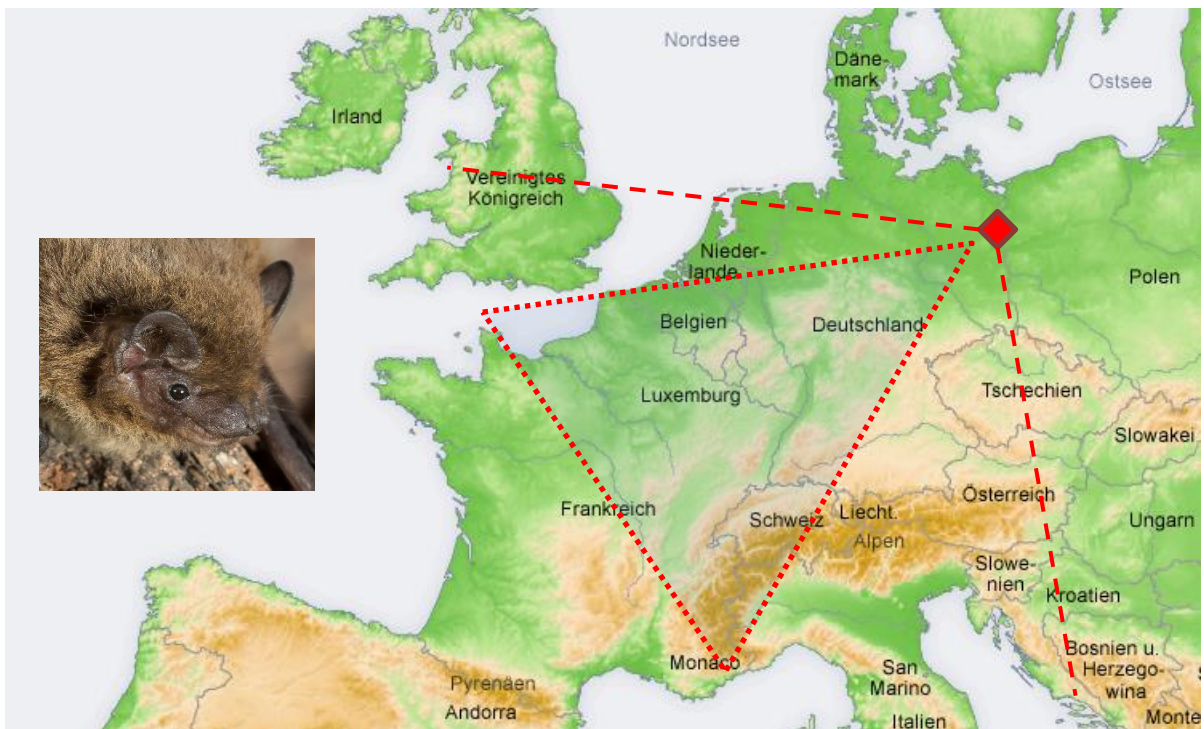 Nordsee
Däne-
mark
Ostsee
Irland
Vereinigtes
Königreich
Nieder-
lande
Polen
Belgien
Deutschland
Tschechien
Luxemburg
Slowakei
Österreich
Frankreich
Schweiz
Liecht.
Alpen
Ungarn
Slowe-
nien
Kroatien
Bosnien u.
Herzego-
wina
Monaco
San
Marino
Pyrenäen
Andorra
Italien
Monte